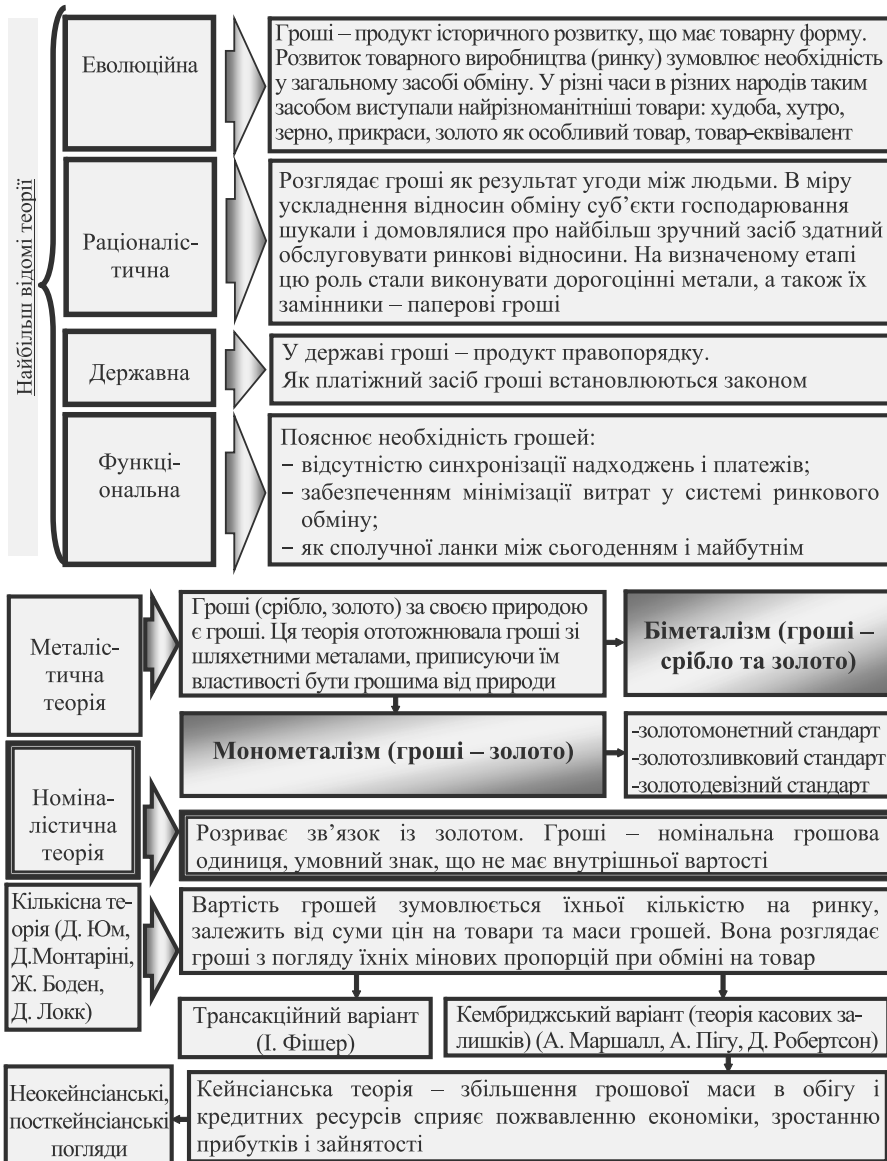 Найбільш відомі теорії
Еволюційна
Гроші – продукт історичного розвитку, що має товарну форму.
Розвиток товарного виробництва (ринку) зумовлює необхідність
у загальному засобі обміну. У різні часи в різних народів таким
засобом виступали найрізноманітніші товари: худоба, хутро,
зерно, прикраси, золото як особливий товар, товар-еквівалент
Раціоналіс-
тична
Розглядає гроші як результат угоди між людьми. В міру
ускладнення відносин обміну суб’єкти господарювання
шукали і домовлялися про найбільш зручний засіб здатний
обслуговувати ринкові відносини. На визначеному етапі
цю роль стали виконувати дорогоцінні метали, а також їх
замінники – паперові гроші
Державна
У державі гроші – продукт правопорядку.
Як платіжний засіб гроші встановлюються законом
Функці-
ональна
Пояснює необхідність грошей:
– відсутністю синхронізації надходжень і платежів;
– забезпеченням мінімізації витрат у системі ринкового
обміну;
– як сполучної ланки між сьогоденням і майбутнім
Металіс-
тична
теорія
Гроші (срібло, золото) за своєю природою
є гроші. Ця теорія ототожнювала гроші зі
шляхетними металами, приписуючи їм
властивості бути грошима від природи
Біметалізм (гроші –
срібло та золото)
Монометалізм (гроші – золото)
-золотомонетний стандарт
-золотозливковий стандарт
-золотодевізний стандарт
Номіна-
лістична
теорія
Розриває зв’язок із золотом. Гроші – номінальна грошова
одиниця, умовний знак, що не має внутрішньої вартості
Кількісна те-
орія (Д. Юм,
Д.Монтаріні,
Ж. Боден,
Д. Локк)
Вартість грошей зумовлюється їхньої кількістю на ринку,
залежить від суми цін на товари та маси грошей. Вона розглядає
гроші з погляду їхніх мінових пропорцій при обміні на товар
Трансакційний варіант
(І. Фішер)
Кембриджський варіант (теорія касових за-
лишків) (А. Маршалл, А. Пігу, Д. Робертсон)
Неокейнсіанські,
посткейнсіанські
погляди
Кейнсіанська теорія – збільшення грошової маси в обігу і
кредитних ресурсів сприяє пожвавленню економіки, зростанню
прибутків і зайнятості